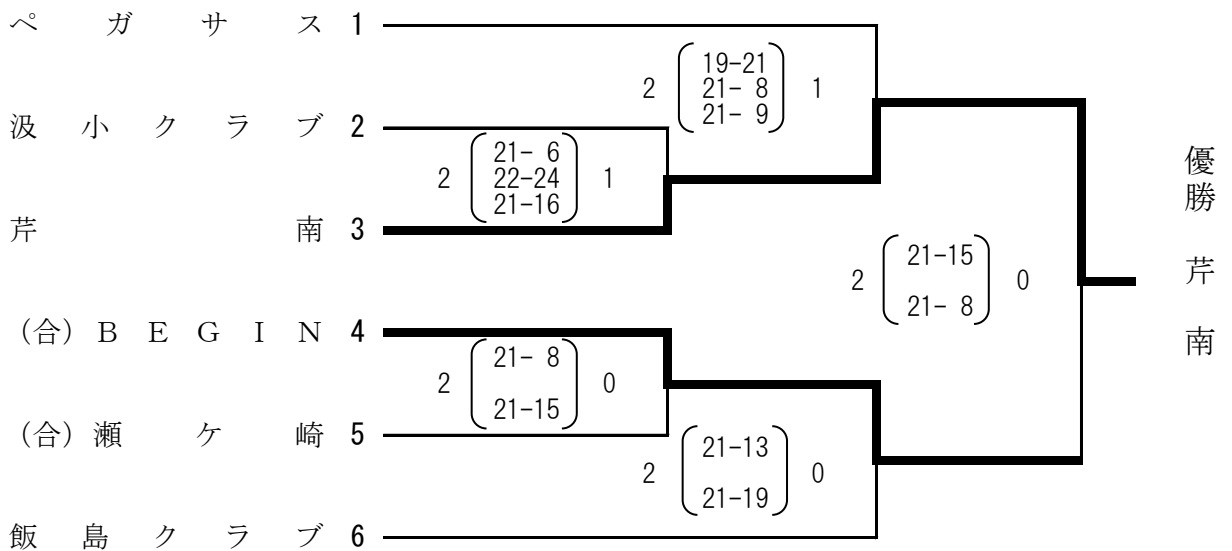 ペガサス 1
2 19-21 1
21- 8
21- 9
汲小クラブ 2
2 21- 6 1
22-24
21-16
芹南 3
2 21-15 0
21- 8
優勝 芹南
(合)BEGIN 4
2 21- 8 0
21-15
(合)瀬ケ崎 5
2 21-13 0
21-19
飯島クラブ 6